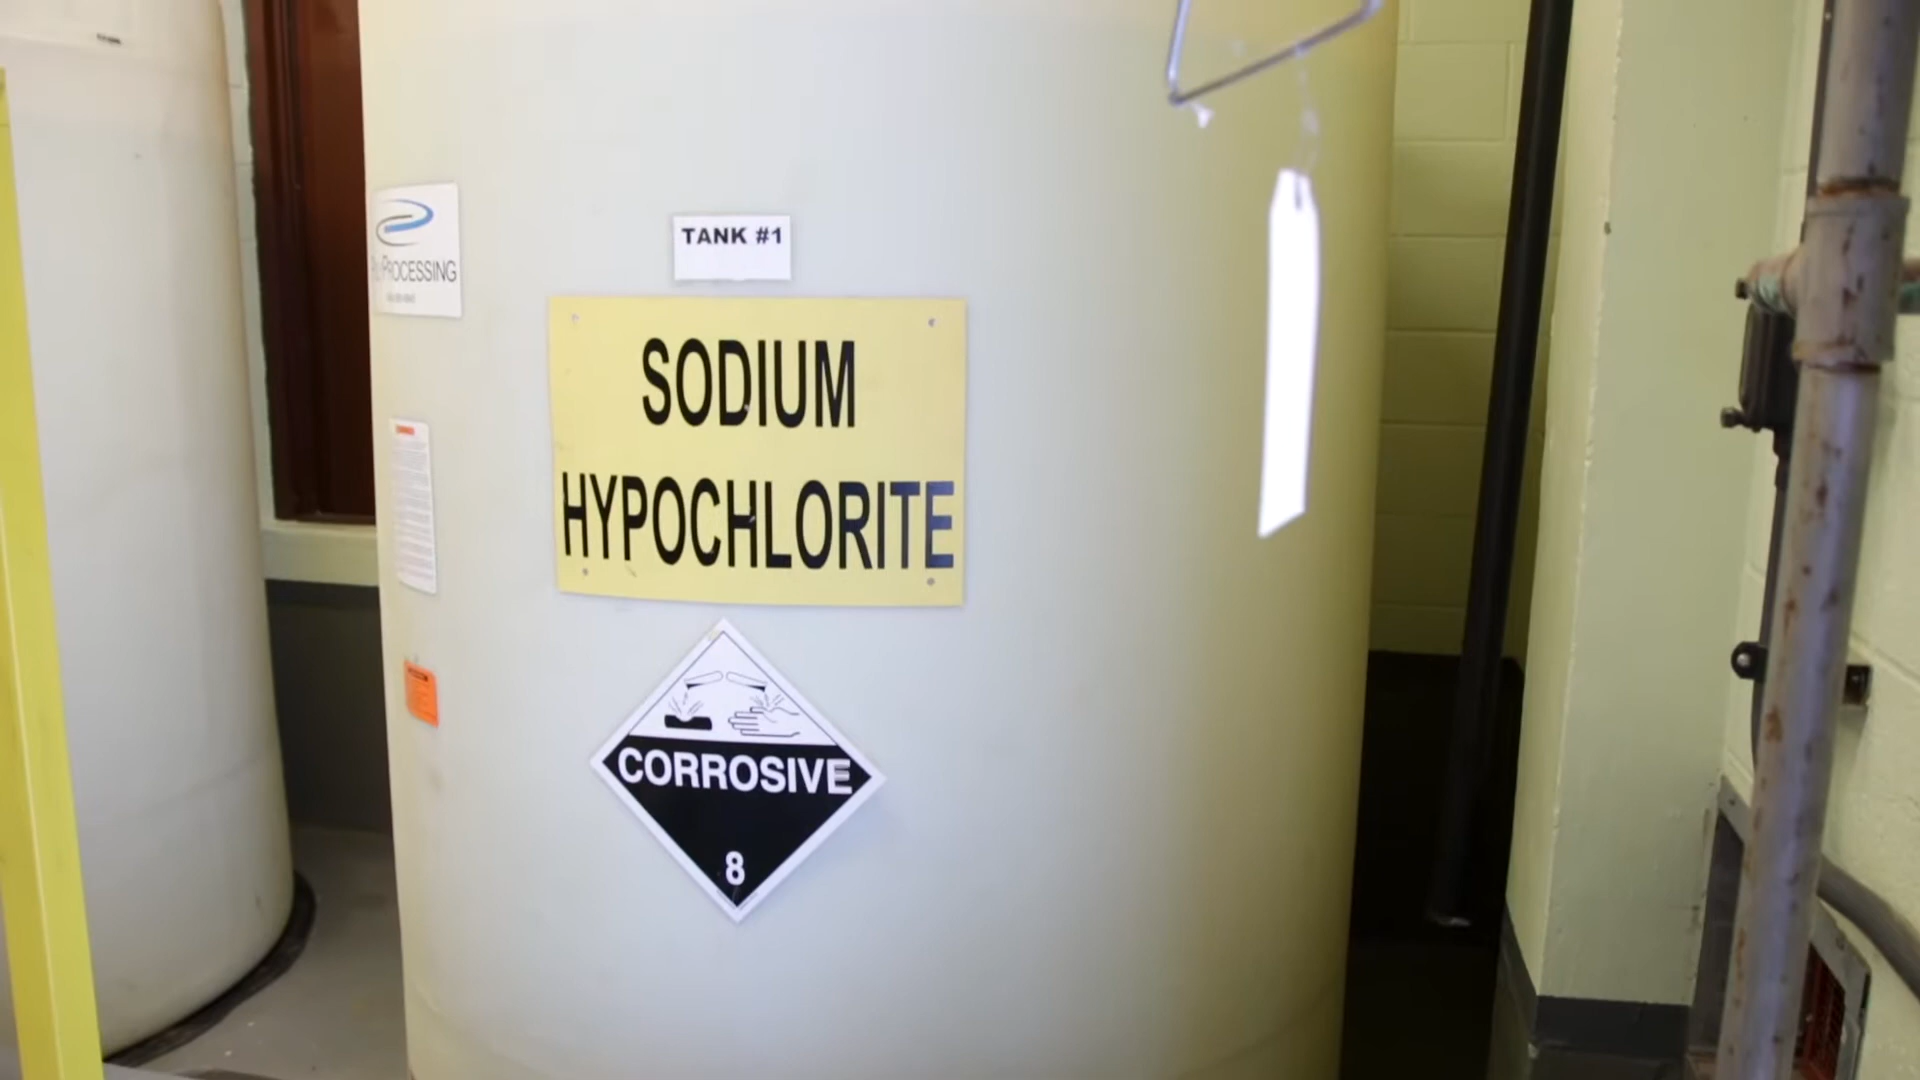 PROCESSING
TANK #1
SODIUM
HYPOCHLORITE
CORROSIVE
8